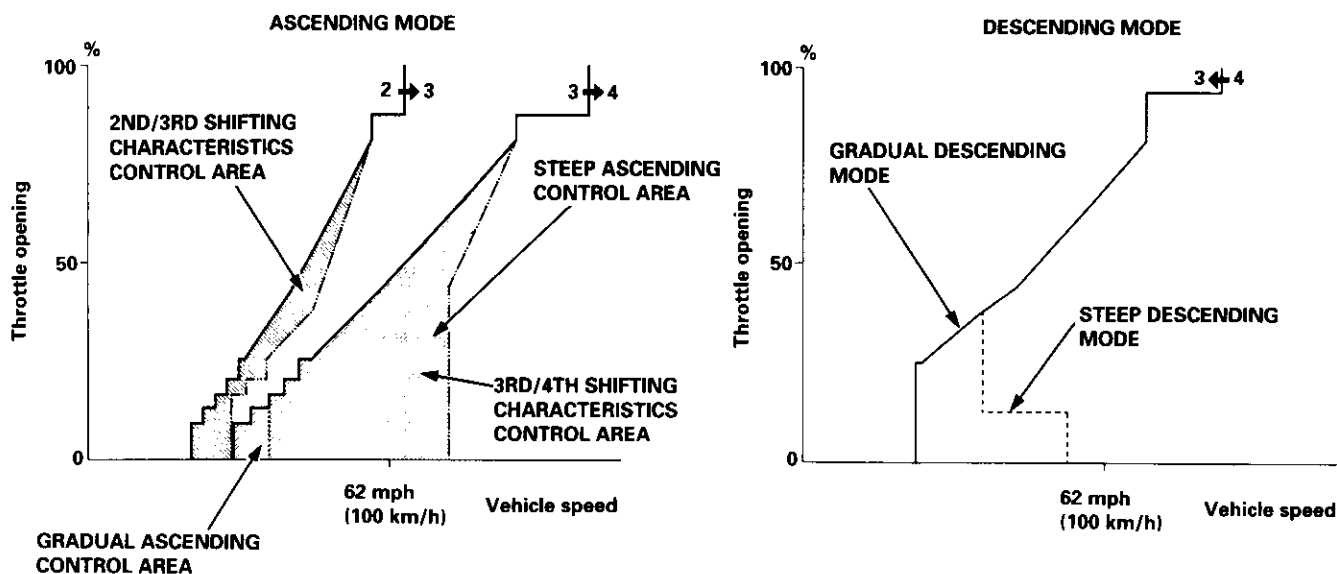 ASCENDING MODE
%
100
2 → 3
3 → 4
2ND/3RD SHIFTING
CHARACTERISTICS
CONTROL AREA
STEEP ASCENDING
CONTROL AREA
Throttle opening
50
3RD/4TH SHIFTING
CHARACTERISTICS
CONTROL AREA
0
62 mph
(100 km/h)
Vehicle speed
GRADUAL ASCENDING
CONTROL AREA
DESCENDING MODE
%
100
3 ← 4
GRADUAL DESCENDING
MODE
Throttle opening
50
STEEP DESCENDING
MODE
0
62 mph
(100 km/h)
Vehicle speed